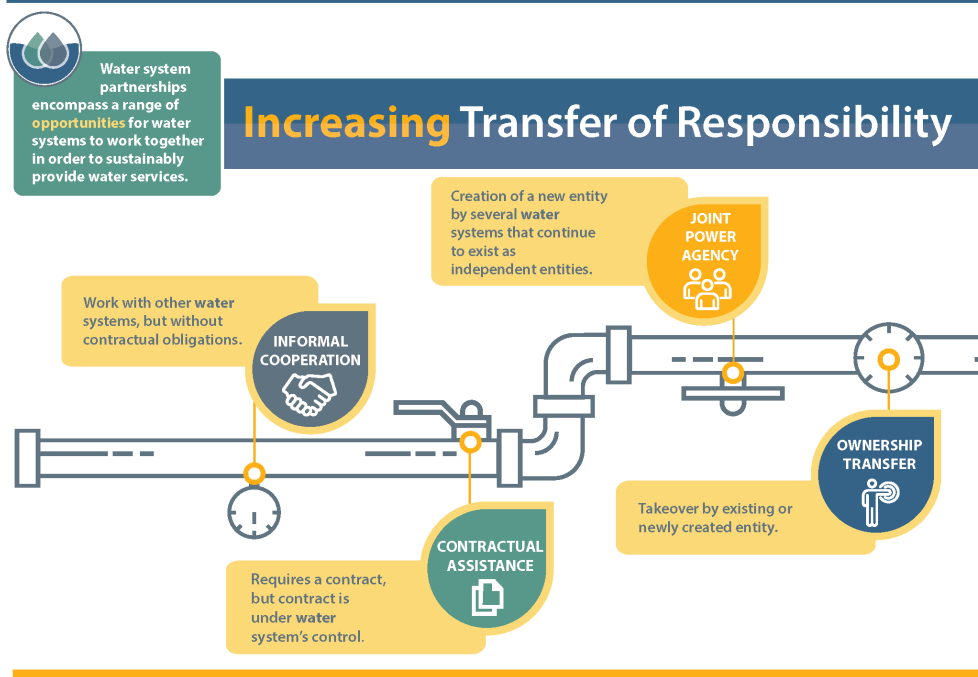 Water system
partnerships
encompass a range of
opportunities for water
systems to work together
in order to sustainably
provide water services.
Increasing Transfer of Responsibility
Creation of a new entity
by several water
systems that continue
to exist as
independent entities.
JOINT
POWER
AGENCY
Work with other water
systems, but without
contractual obligations.
INFORMAL
COOPERATION
OWNERSHIP
TRANSFER
Takeover by existing or
newly created entity.
CONTRACTUAL
ASSISTANCE
Requires a contract,
but contract is
under water
system’s control.